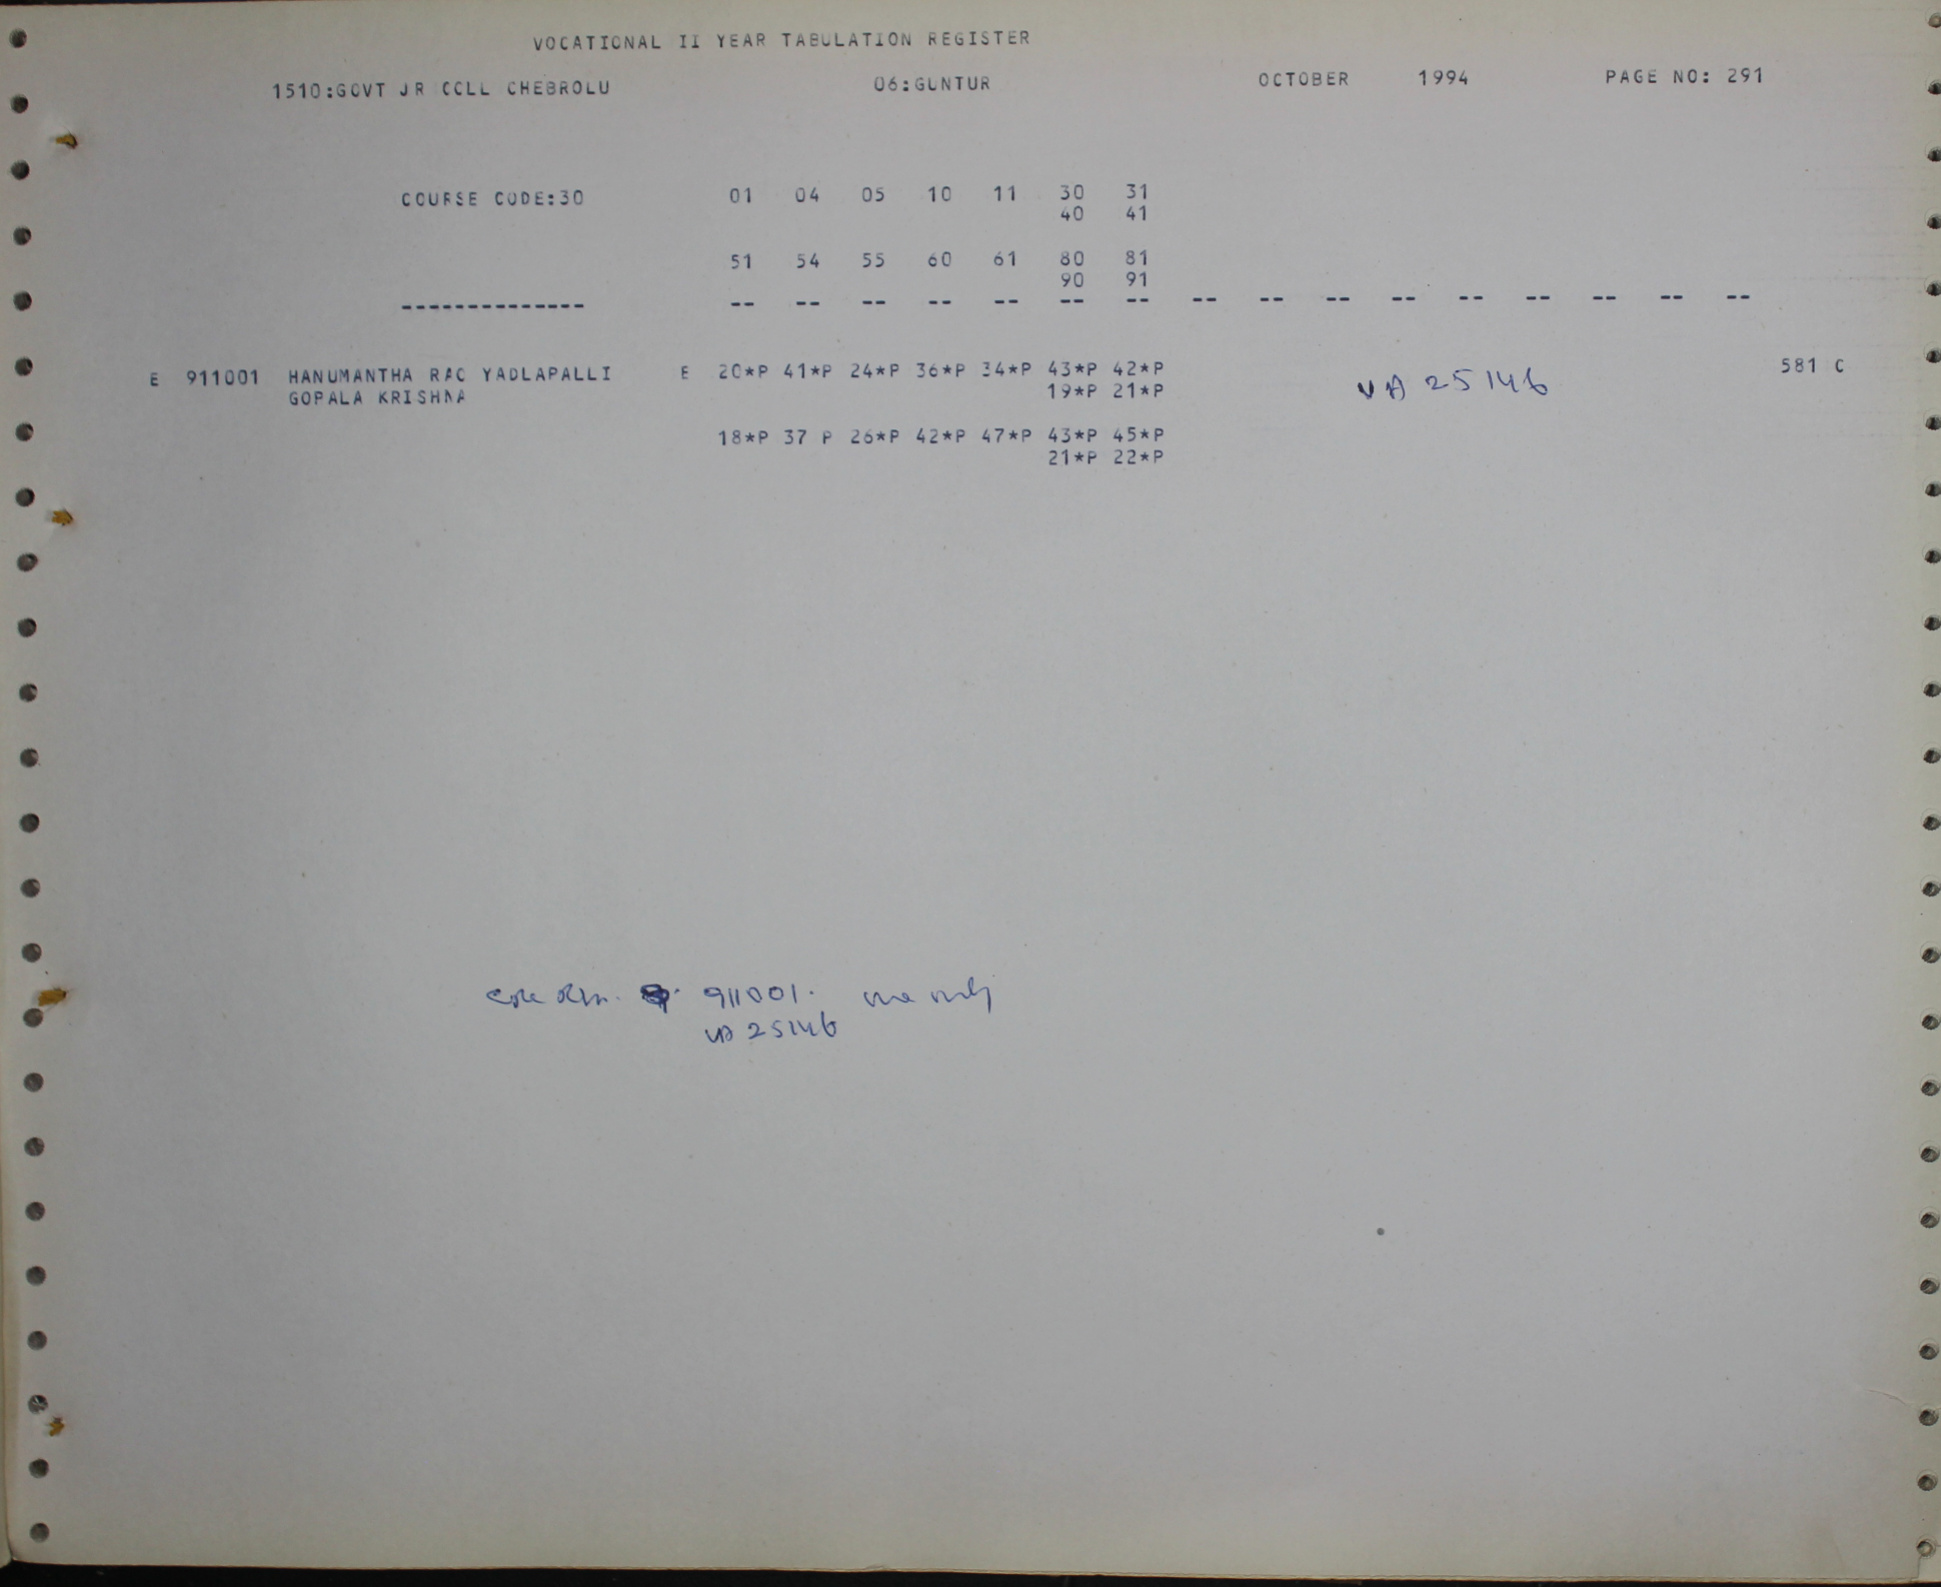 VOCATIONAL II YEAR TABULATION REGISTER
1510:GOVT JR COLL CHEBROLU 06:GUNTUR OCTOBER 1994 PAGE NO: 291
COURSE CODE:30 01 04 05 10 11 30 31
40 41
51 54 55 60 61 80 81
90 91
-------------- -- -- -- -- -- -- -- -- -- -- -- -- -- -- -- --
E 911001 HANUMANTHA RAO YADLAPALLI E 20*P 41*P 24*P 36*P 34*P 43*P 42*P VA 25146 581 C
GOPALA KRISHNA 19*P 21*P
18*P 37 P 26*P 42*P 47*P 43*P 45*P
21*P 22*P
911001. one only
VA 25146